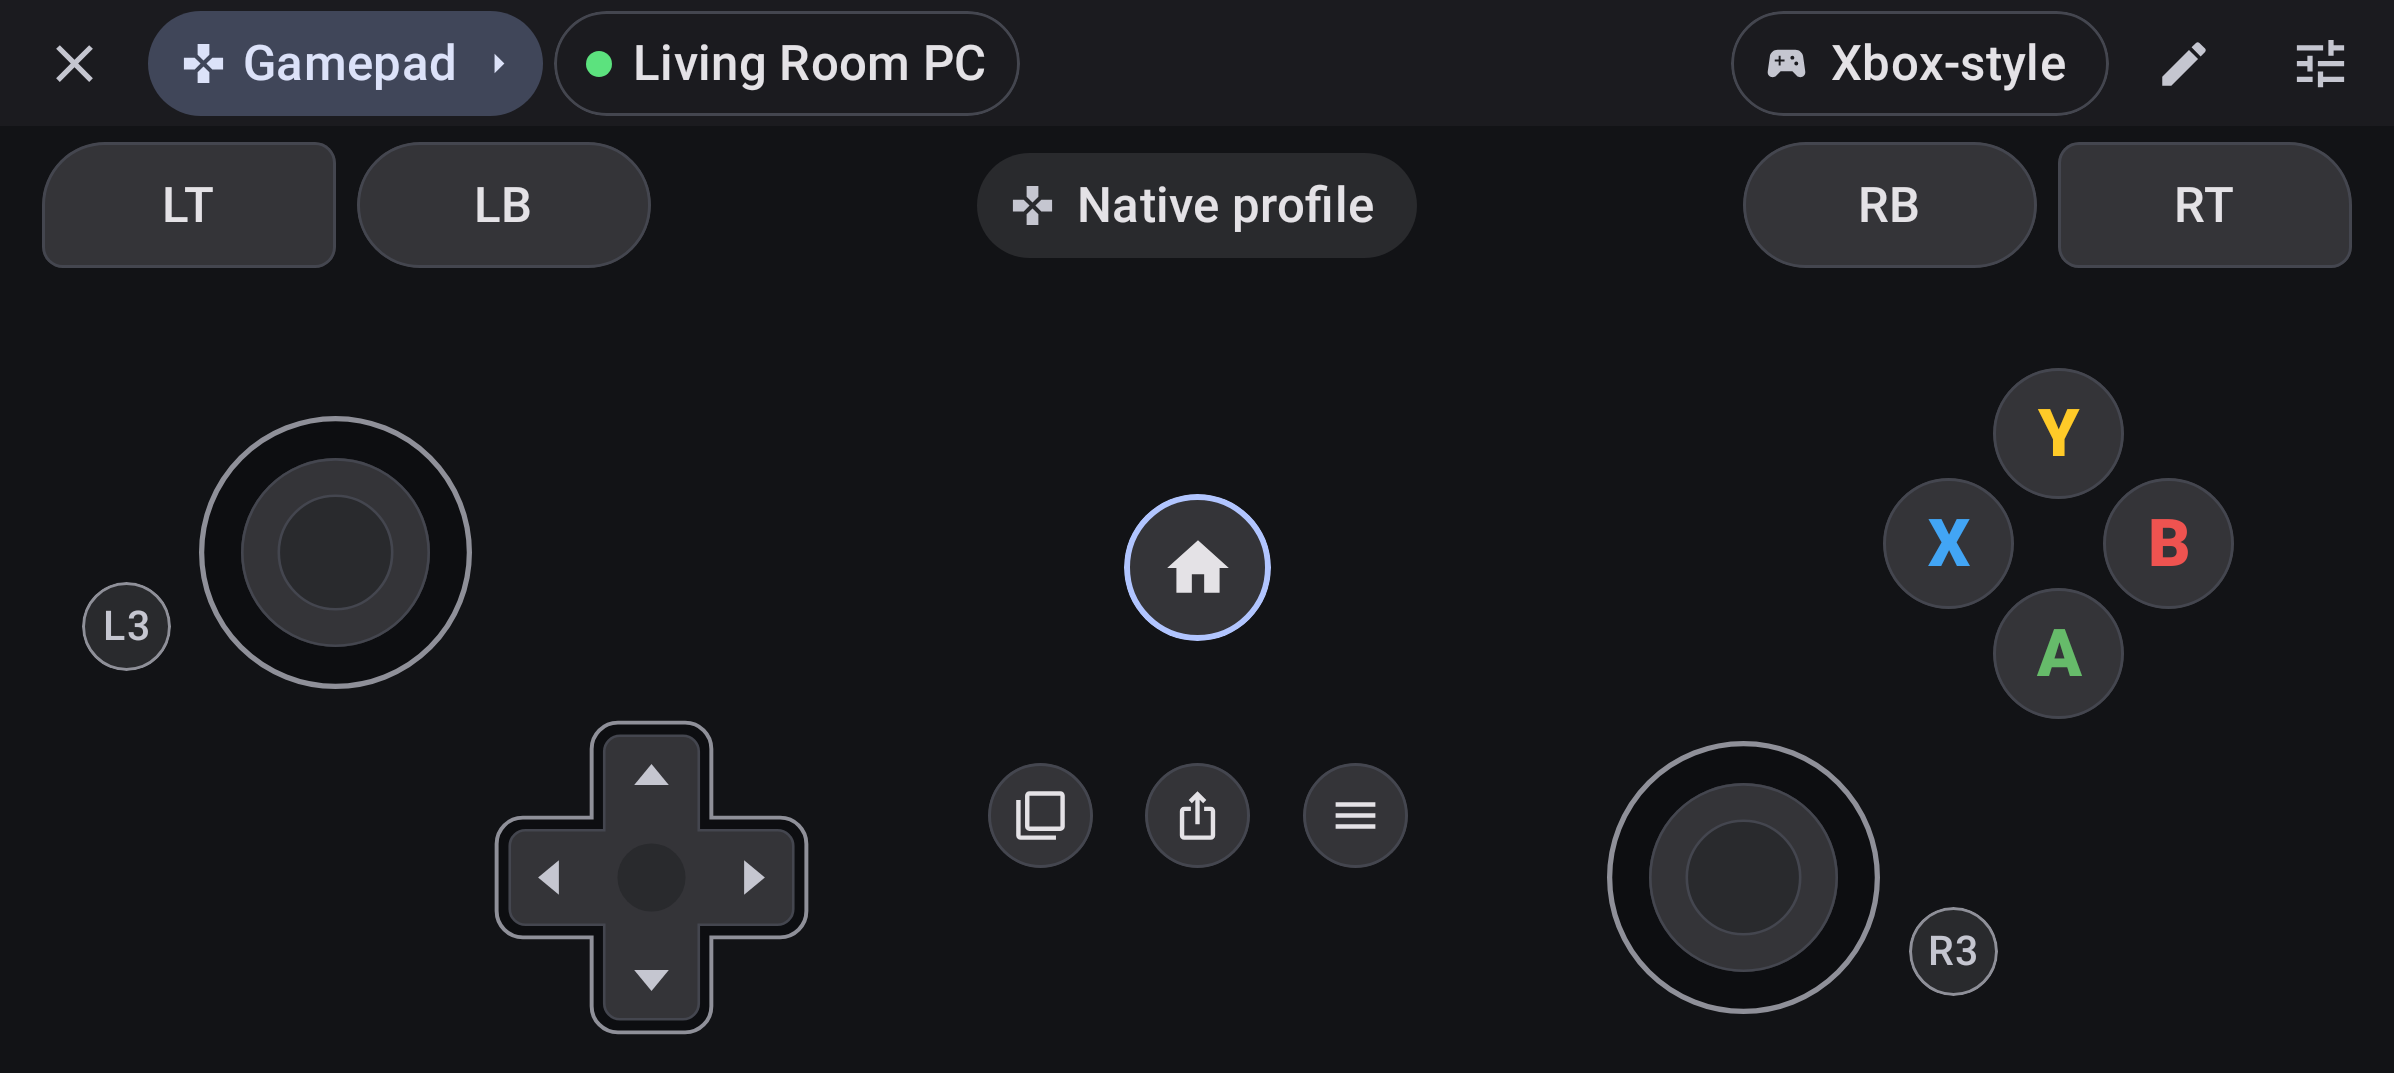 Gamepad
Living Room PC
Xbox-style
LT
LB
Native profile
RB
RT
Y
X
B
A
L3
R3